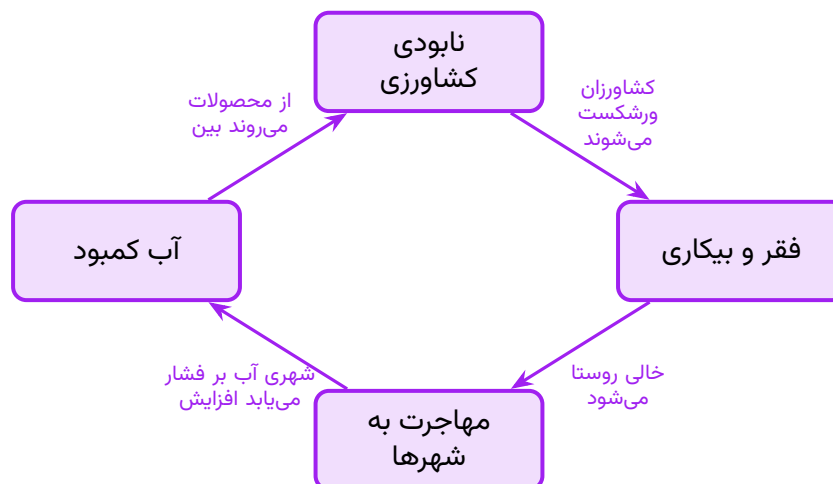 نابودی
کشاورزی
کشاورزان
ورشکست
می‌شوند
از محصولات
می‌روند بین
فقر و بیکاری
آب کمبود
خالی روستا
می‌شود
شهری آب بر فشار
می‌یابد افزایش
مهاجرت به
شهرها